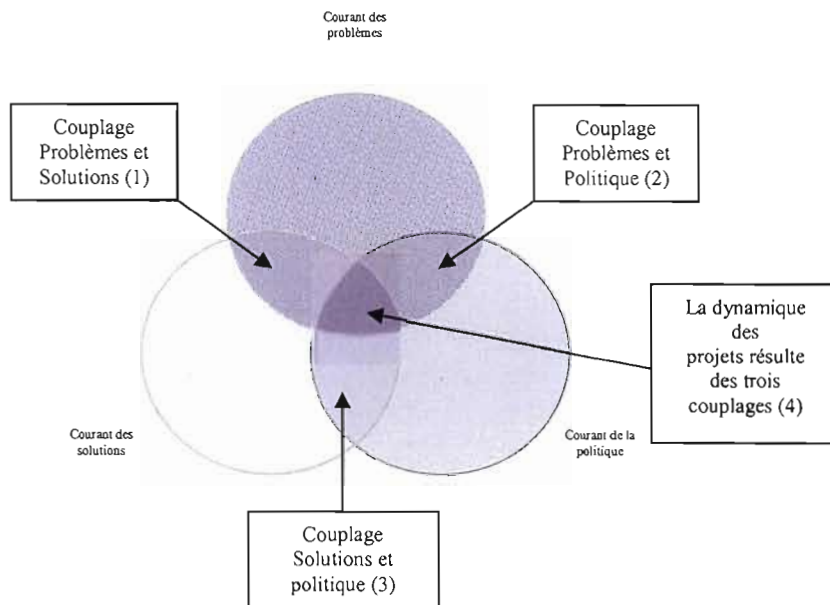 Courant des
problèmes
Couplage
Problèmes et
Solutions (1)
Couplage
Problèmes et
Politique (2)
La dynamique
des
projets résulte
des trois
couplages (4)
Courant des
solutions
Courant de la
politique
Couplage
Solutions et
politique (3)